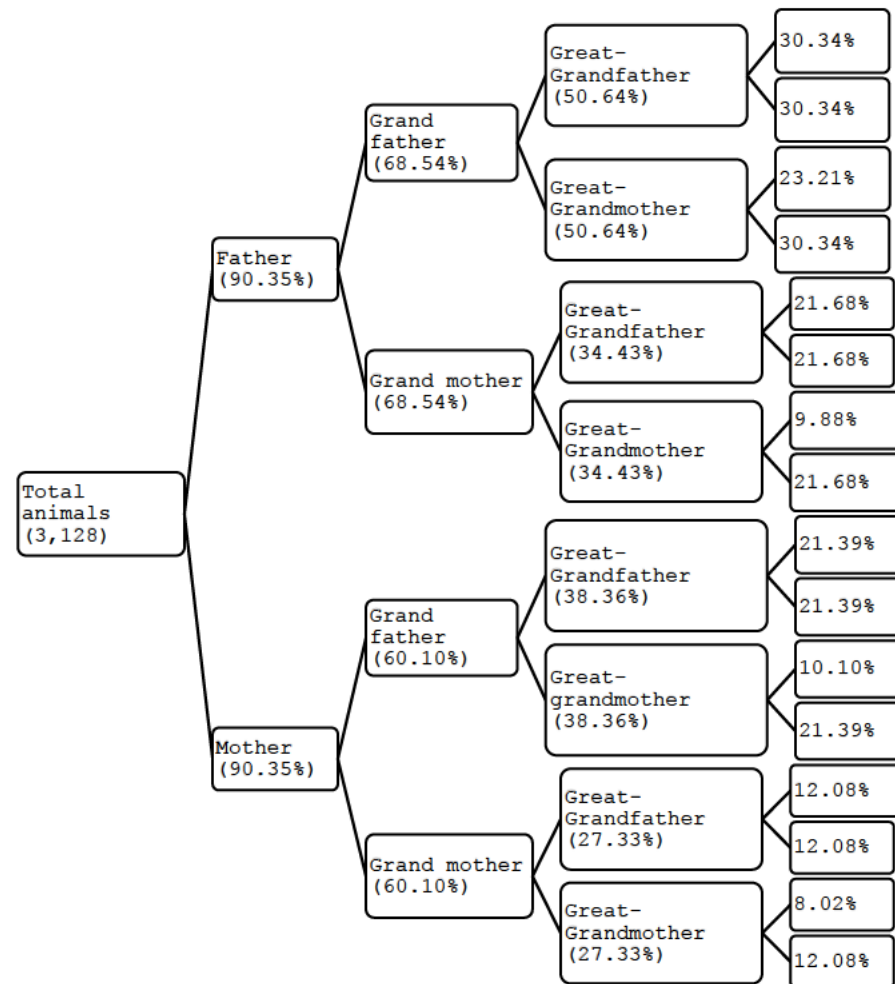 Total
animals
(3,128)
Father
(90.35%)
Mother
(90.35%)
Grand
father
(68.54%)
Grand mother
(68.54%)
Grand
father
(60.10%)
Grand mother
(60.10%)
Great-
Grandfather
(50.64%)
Great-
Grandmother
(50.64%)
Great-
Grandfather
(34.43%)
Great-
Grandmother
(34.43%)
Great-
Grandfather
(38.36%)
Great-
grandmother
(38.36%)
Great-
Grandfather
(27.33%)
Great-
Grandmother
(27.33%)
30.34%
30.34%
23.21%
30.34%
21.68%
21.68%
9.88%
21.68%
21.39%
21.39%
10.10%
21.39%
12.08%
12.08%
8.02%
12.08%